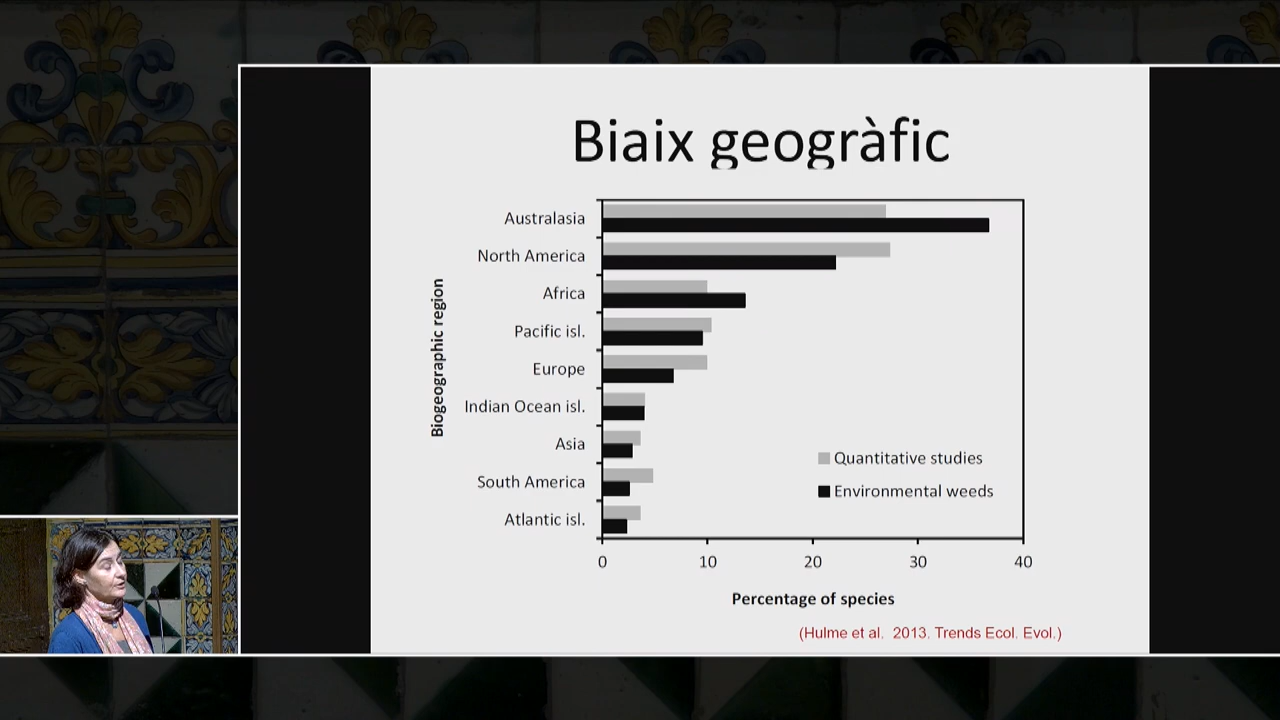 Biaix geogràfic
Biogeographic region
Australasia
North America
Africa
Pacific isl.
Europe
Indian Ocean isl.
Asia
South America
Atlantic isl.
Quantitative studies
Environmental weeds
0 10 20 30 40
Percentage of species
(Hulme et al. 2013. Trends Ecol. Evol.)